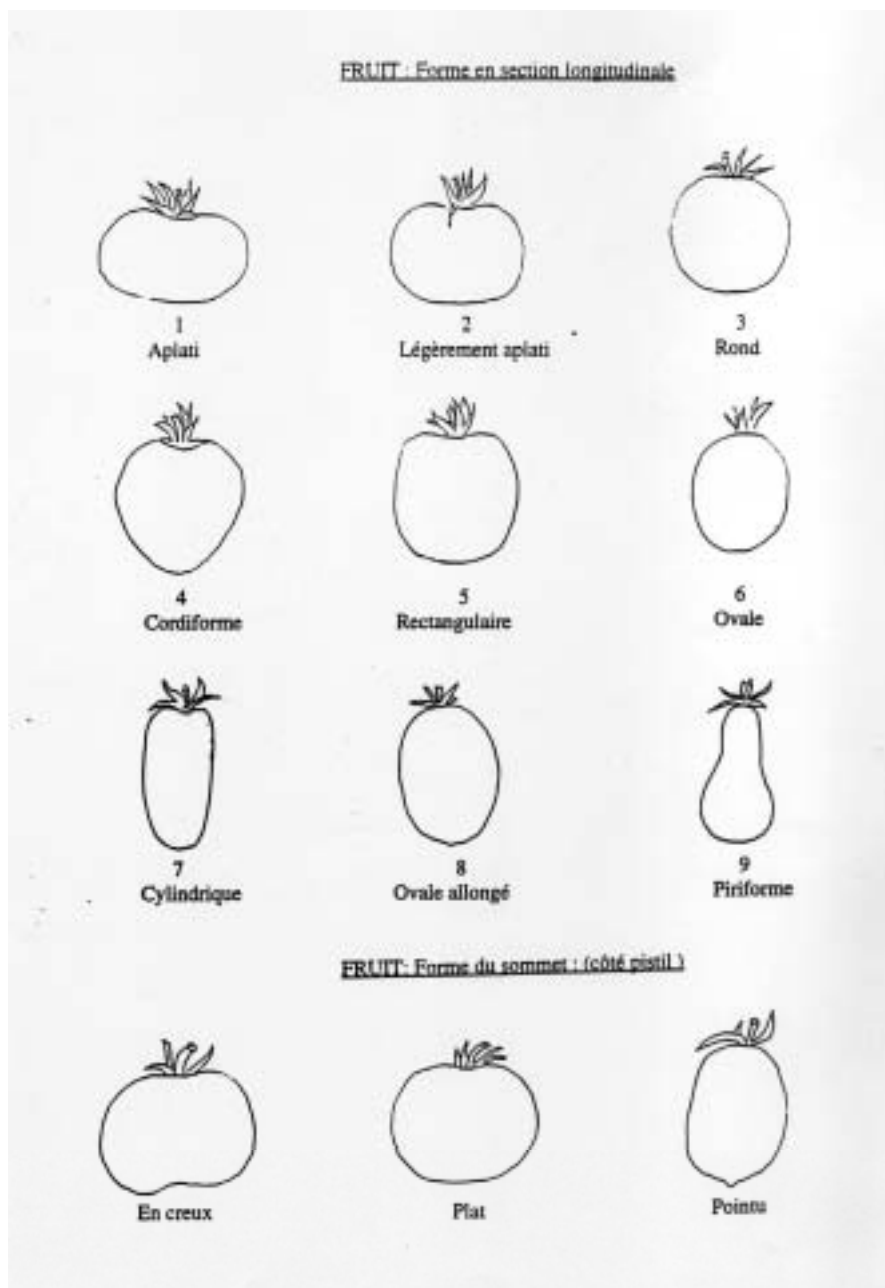 FRUIT : Forme en section longitudinale
1 2 3
Aplati Légèrement aplati Rond
4 5 6
Cordiforme Rectangulaire Ovale
7 8 9
Cylindrique Ovale allongé Piriforme
FRUIT: Forme du sommet : (côté pistil )
En creux Plat Pointu